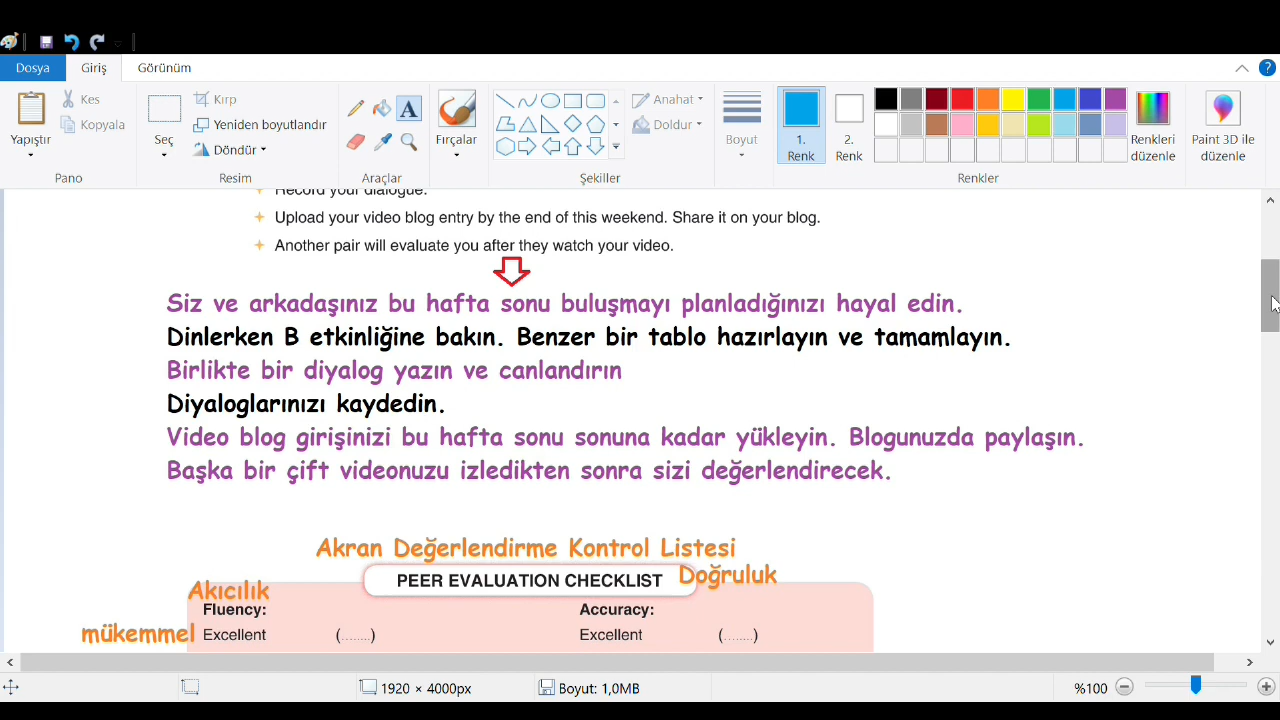 Dosya Giriş Görünüm
Yapıştır
Kes
Kopyala
Pano
Seç
Kırp
Yeniden boyutlandır
Döndür
Resim
A
Araçlar
Fırçalar
Şekiller
Anahat
Doldur
Boyut
1.
Renk
2.
Renk
Renkler
Renkleri
düzenle
Paint 3D ile
düzenle
Record your dialogue.
Upload your video blog entry by the end of this weekend. Share it on your blog.
Another pair will evaluate you after they watch your video.
Siz ve arkadaşınız bu hafta sonu buluşmayı planladığınızı hayal edin.
Dinlerken B etkinliğine bakın. Benzer bir tablo hazırlayın ve tamamlayın.
Birlikte bir diyalog yazın ve canlandırın
Diyaloglarınızı kaydedin.
Video blog girişinizi bu hafta sonu sonuna kadar yükleyin. Blogunuzda paylaşın.
Başka bir çift videonuzu izledikten sonra sizi değerlendirecek.
Akran Değerlendirme Kontrol Listesi
PEER EVALUATION CHECKLIST
Akıcılık Doğruluk
Fluency: Accuracy:
mükemmel Excellent (........) Excellent (........)
1920 × 4000px
Boyut: 1,0MB
%100